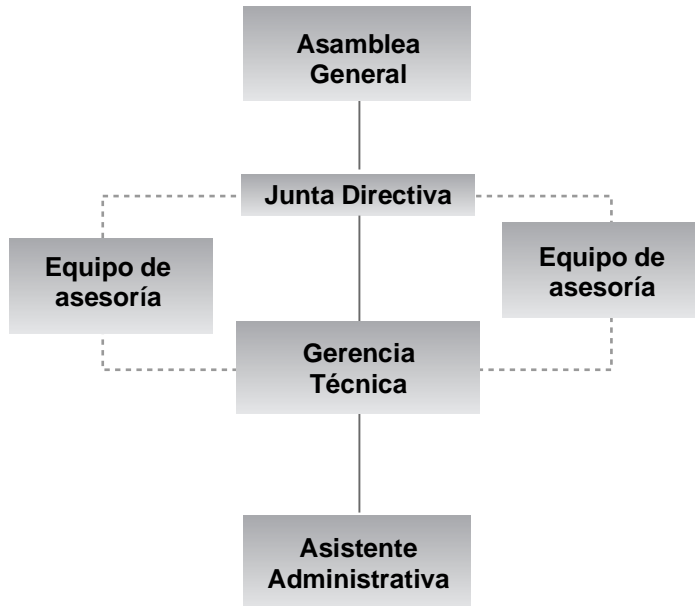 Asamblea
General
Junta Directiva
Equipo de
asesoría
Equipo de
asesoría
Gerencia
Técnica
Asistente
Administrativa